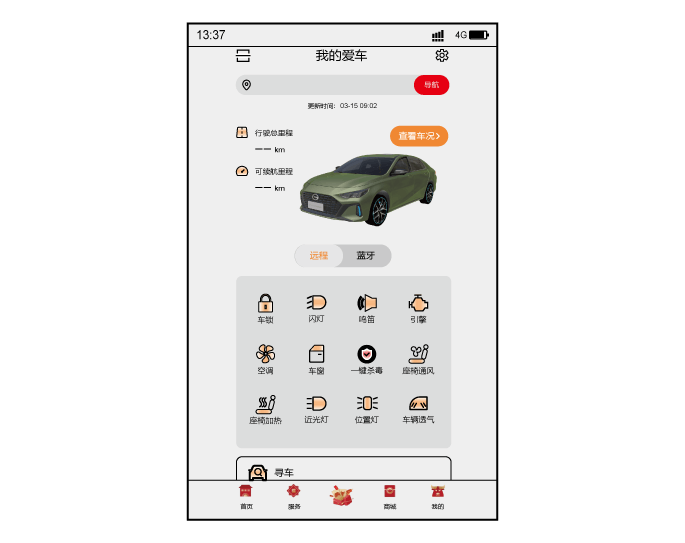 13:37
4G
我的爱车
导航
更新时间: 03-15 09:02
行驶总里程
-- km
查看车况>
可续航里程
-- km
远程 蓝牙
车锁 闪灯 鸣笛 引擎
空调 车窗 一键杀毒 座椅通风
座椅加热 近光灯 位置灯 车辆透气
寻车
首页 服务 商城 我的